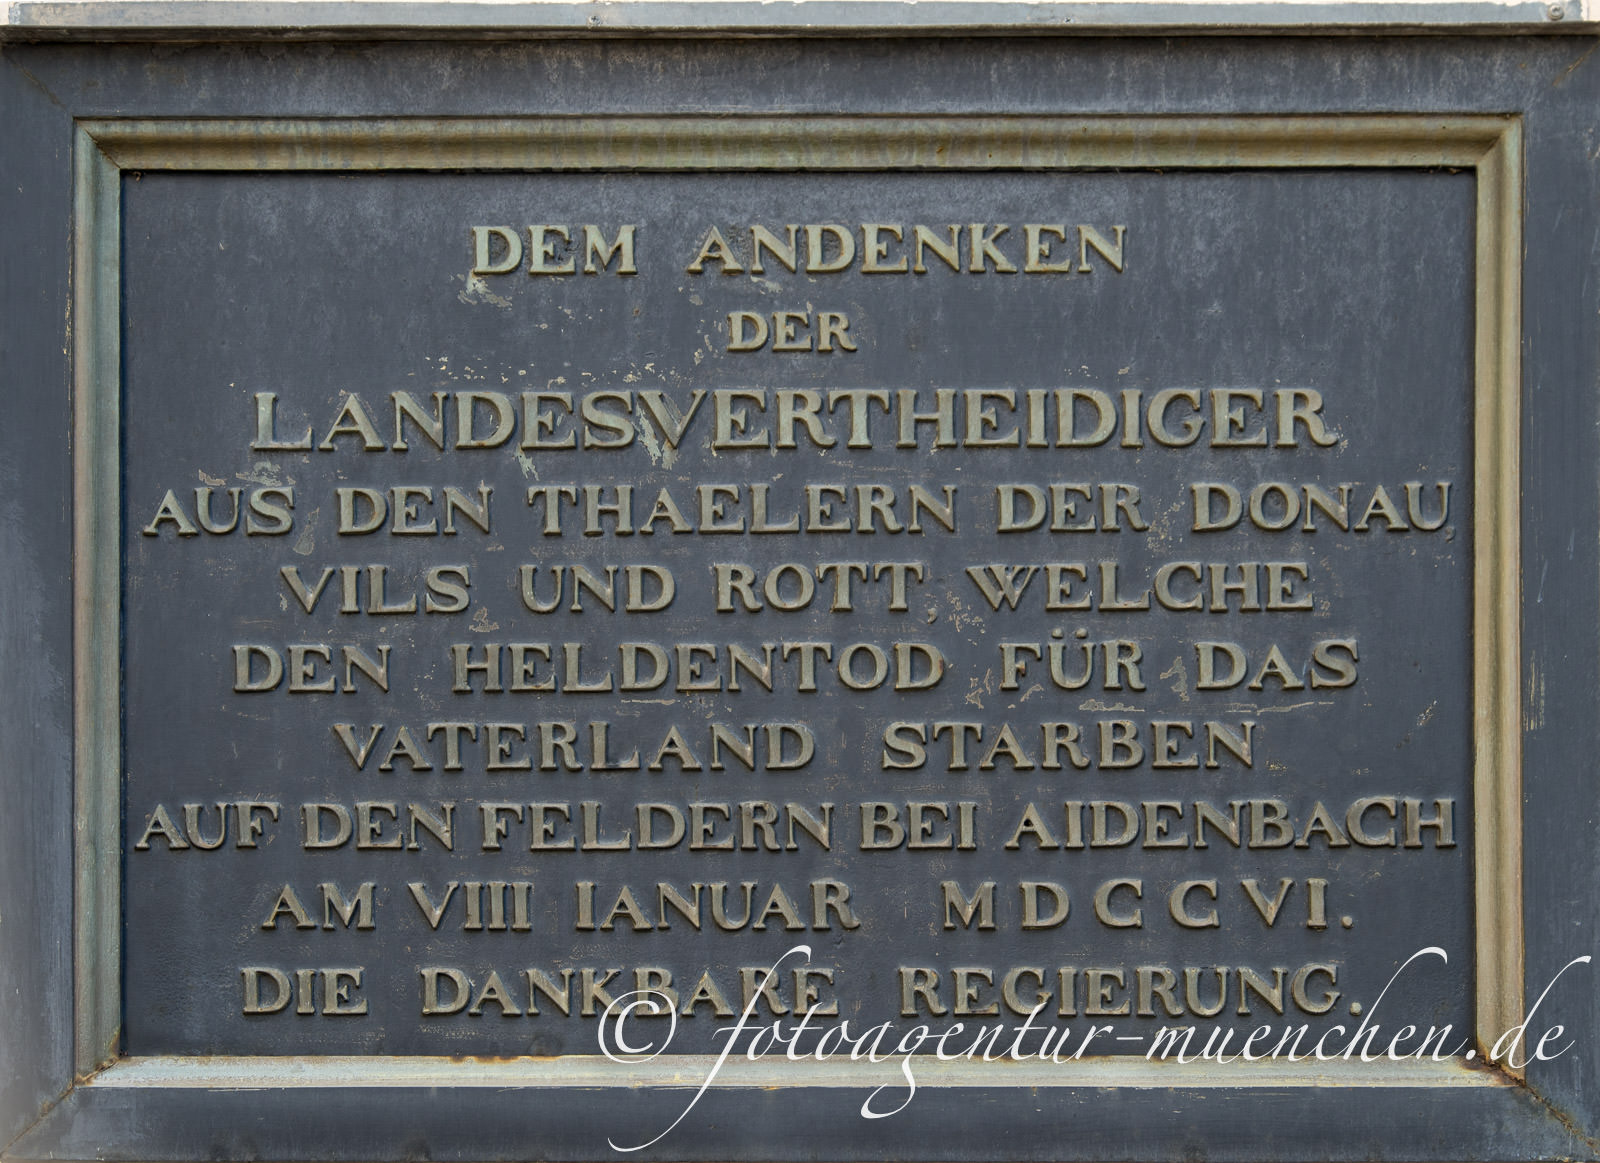 DEM ANDENKEN
DER
LANDESVERTHEIDIGER
AUS DEN THAELERN DER DONAU,
VILS UND ROTT, WELCHE
DEN HELDENTOD FÜR DAS
VATERLAND STARBEN
AUF DEN FELDERN BEI AIDENBACH
AM VIII IANUAR MDCCVI.
DIE DANKBARE REGIERUNG.
© fotoagentur-muenchen.de